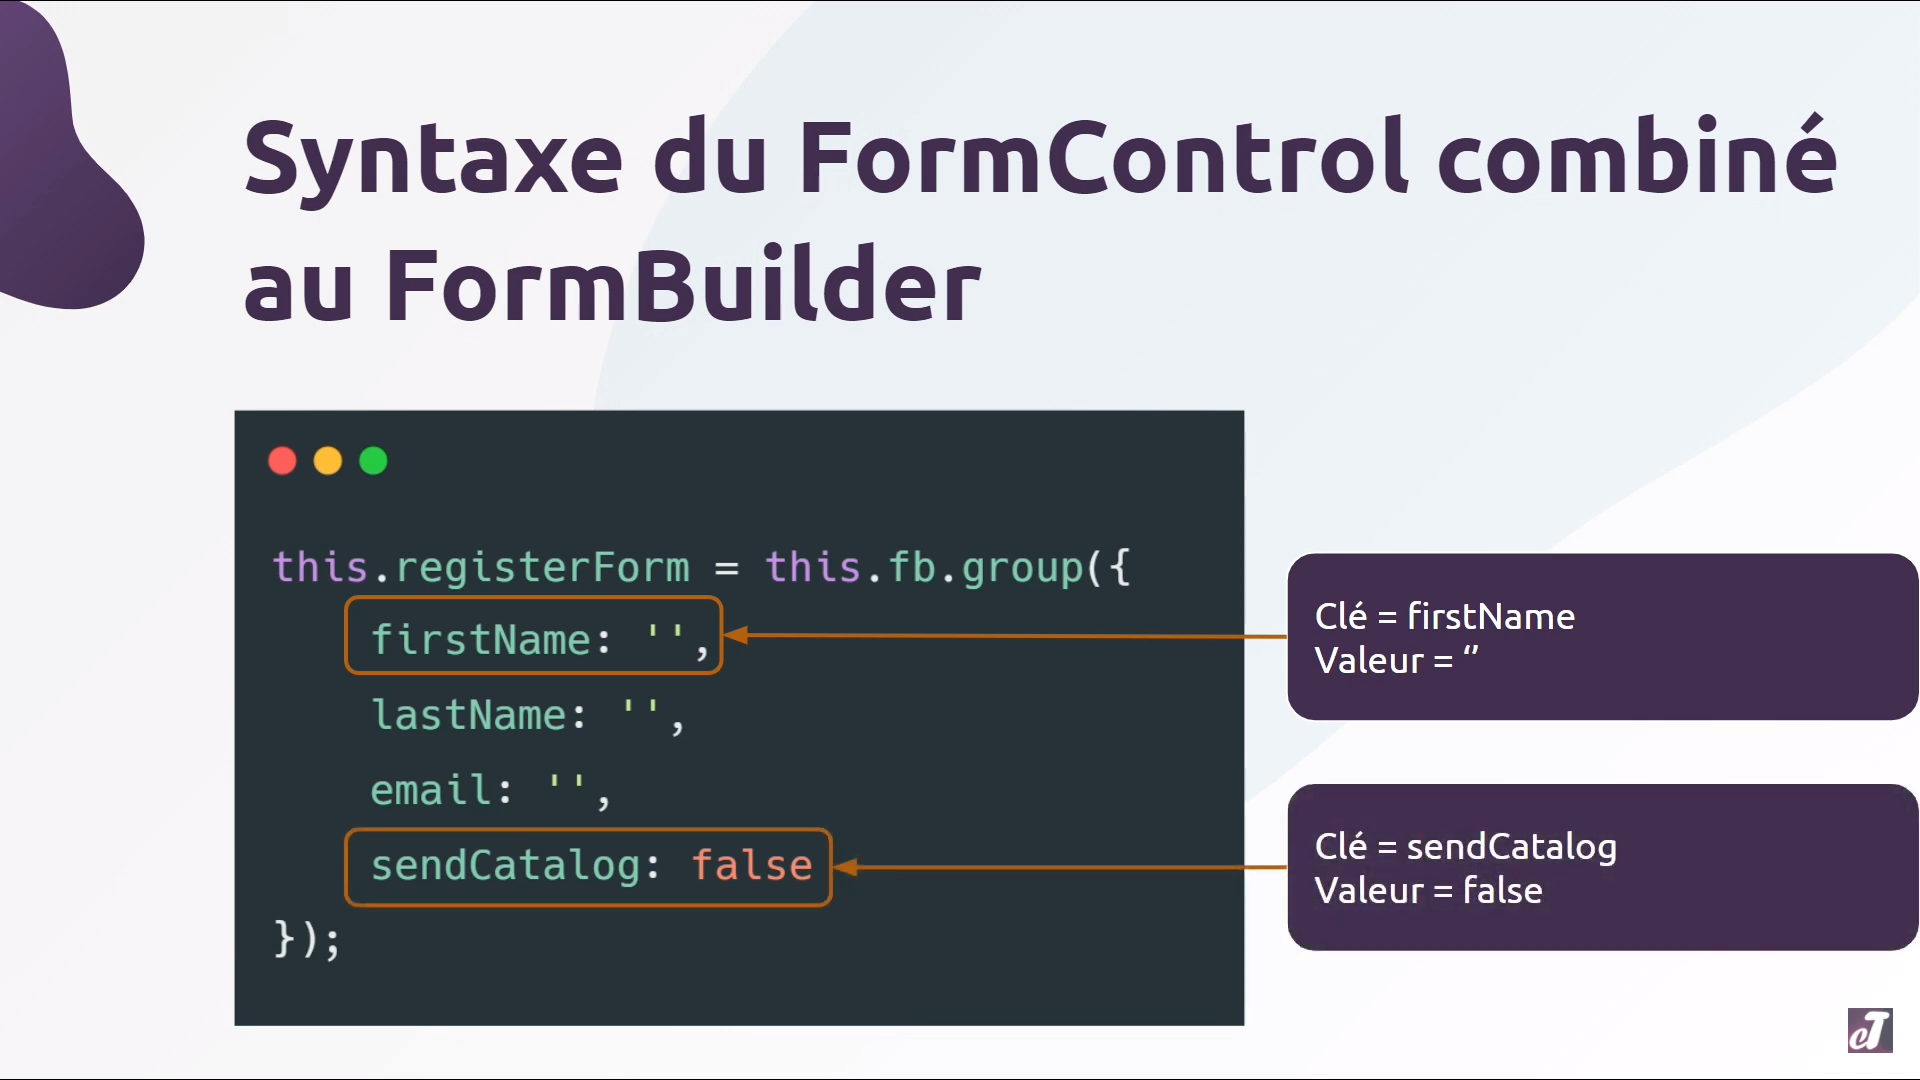 Syntaxe du FormControl combiné
au FormBuilder
this.registerForm = this.fb.group({
firstName: '',
lastName: '',
email: '',
sendCatalog: false
});
Clé = firstName
Valeur = ‘’
Clé = sendCatalog
Valeur = false
eT